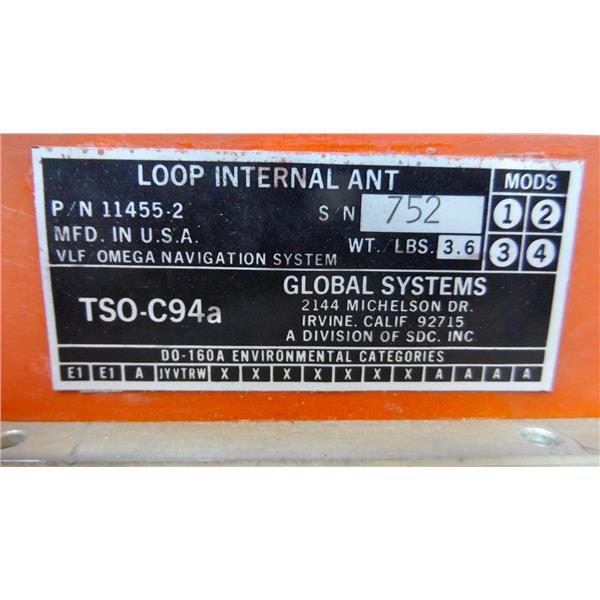 LOOP INTERNAL ANT
MODS
P/N 11455-2 S/N 752
1 2
MFD. IN U.S.A.
WT./LBS. 3.6
3 4
VLF/OMEGA NAVIGATION SYSTEM
TSO-C94a
GLOBAL SYSTEMS
2144 MICHELSON DR.
IRVINE, CALIF. 92715
A DIVISION OF SDC. INC.
DO-160A ENVIRONMENTAL CATEGORIES
E1 E1 A JYVTRW X X X X X X X A A A A